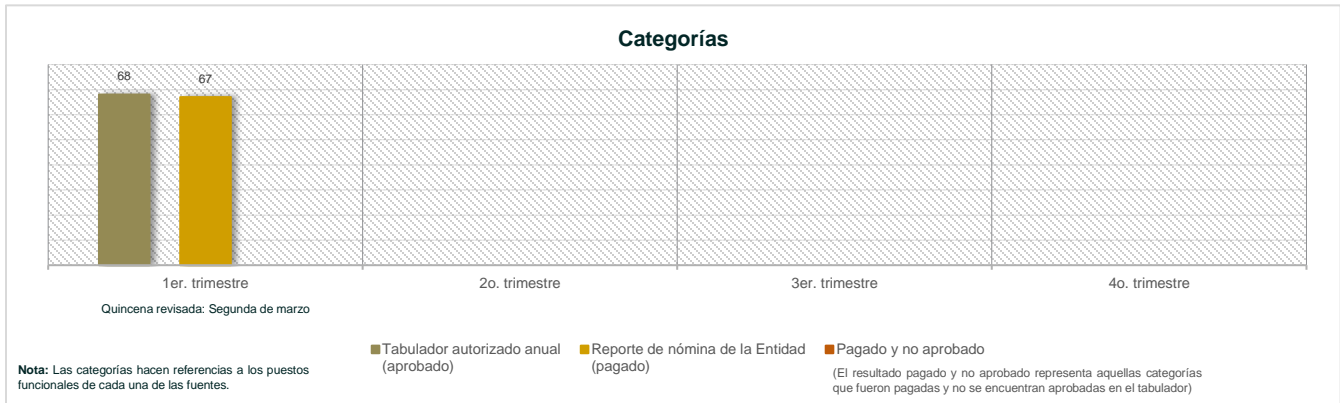 Categorías
68
67
1er. trimestre
2o. trimestre
3er. trimestre
4o. trimestre
Quincena revisada: Segunda de marzo
Tabulador autorizado anual
(aprobado)
Reporte de nómina de la Entidad
(pagado)
Pagado y no aprobado
(El resultado pagado y no aprobado representa aquellas categorías
que fueron pagadas y no se encuentran aprobadas en el tabulador)
Nota: Las categorías hacen referencias a los puestos
funcionales de cada una de las fuentes.